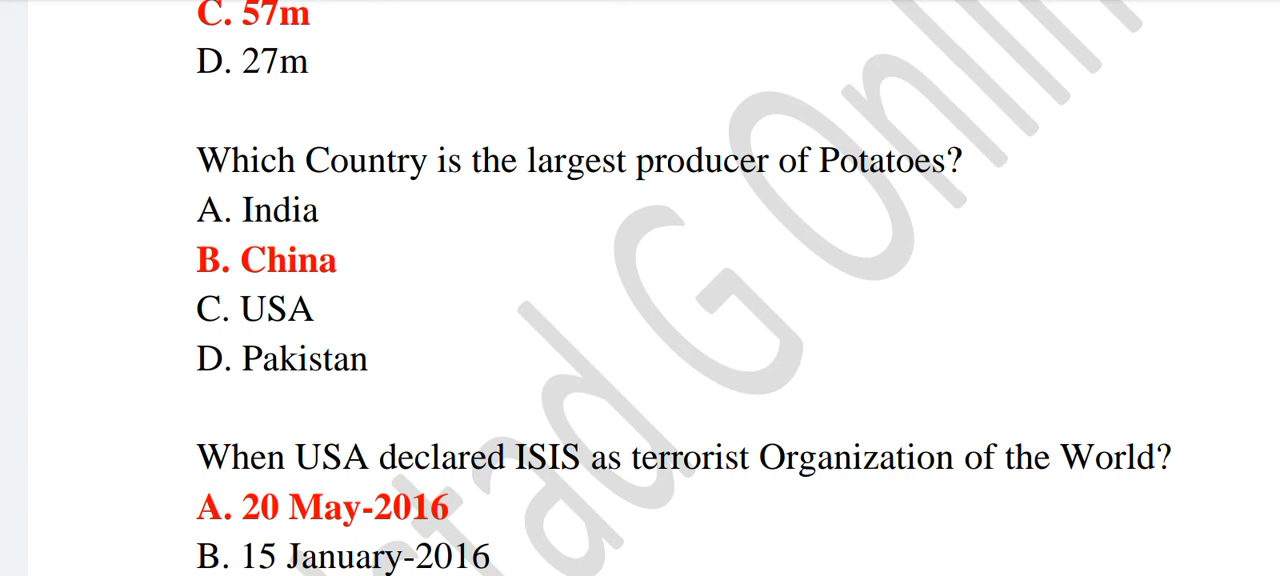 C. 57m
D. 27m
Which Country is the largest producer of Potatoes?
A. India
B. China
C. USA
D. Pakistan
When USA declared ISIS as terrorist Organization of the World?
A. 20 May-2016
B. 15 January-2016